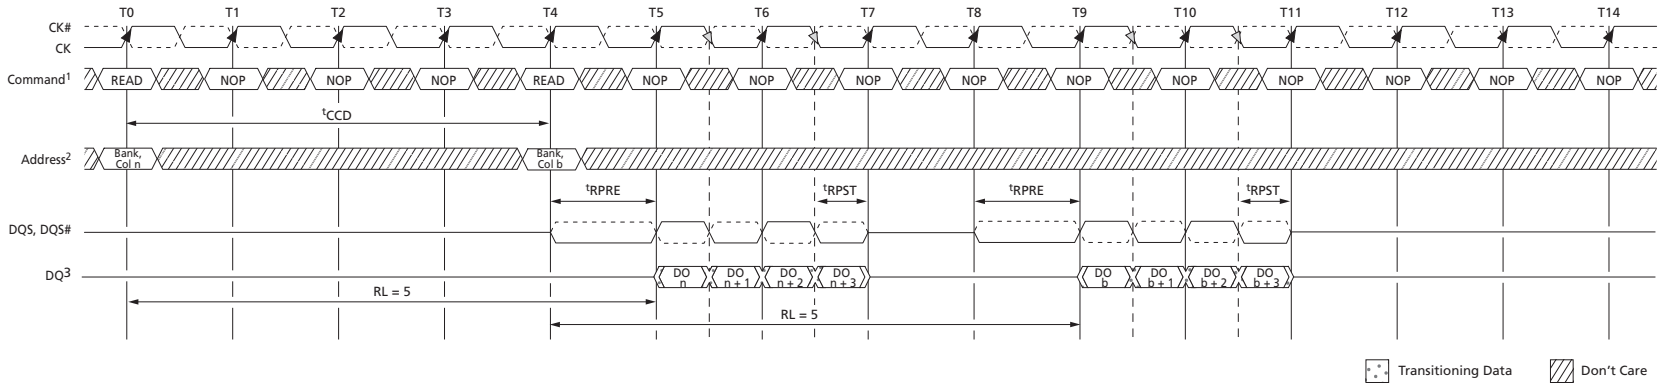 T0 T1 T2 T3 T4 T5 T6 T7 T8 T9 T10 T11 T12 T13 T14
CK#
CK
Command1 READ NOP NOP NOP READ NOP NOP NOP NOP NOP NOP NOP NOP NOP NOP
tCCD
Address2 Bank, Col n Bank, Col b
tRPRE tRPST tRPRE tRPST
DQS, DQS#
DQ3 DO n DO n + 1 DO n + 2 DO n + 3 DO b DO b + 1 DO b + 2 DO b + 3
RL = 5
RL = 5
Transitioning Data Don't Care